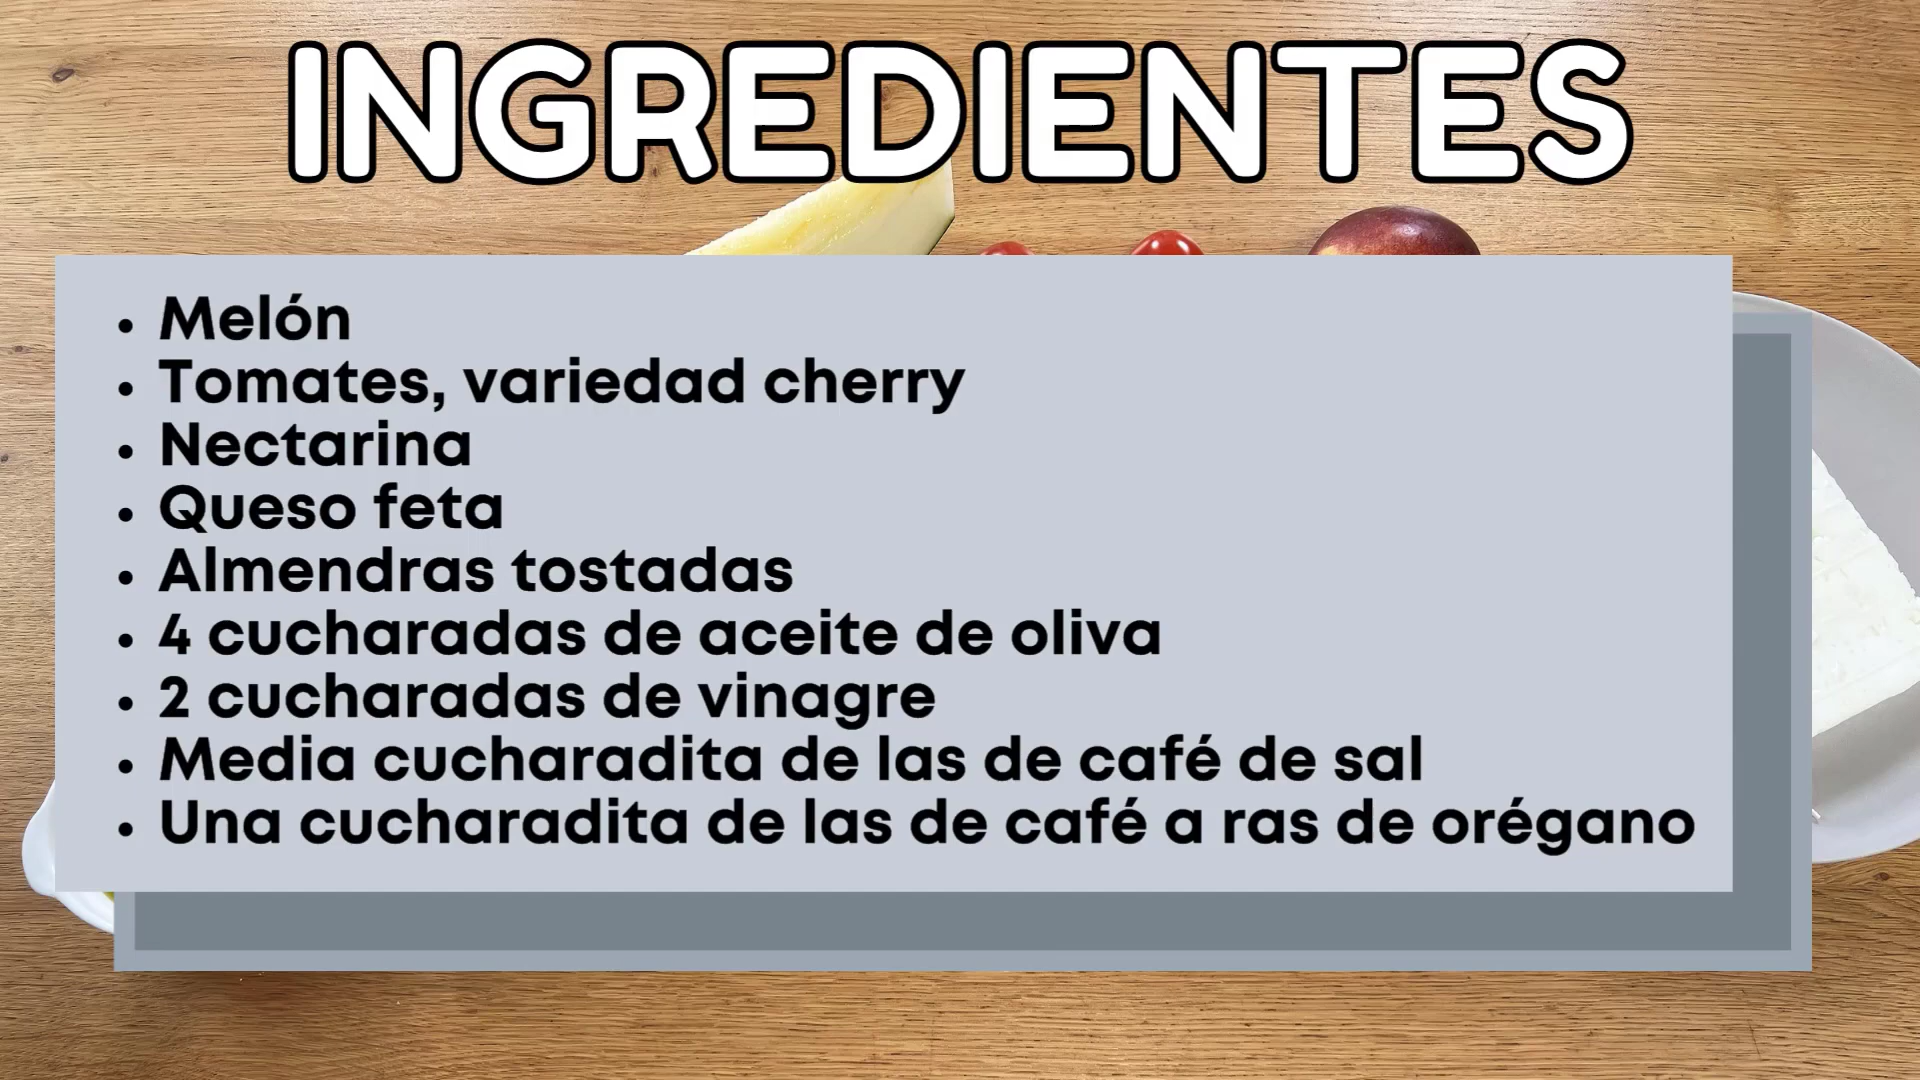 INGREDIENTES
• Melón
• Tomates, variedad cherry
• Nectarina
• Queso feta
• Almendras tostadas
• 4 cucharadas de aceite de oliva
• 2 cucharadas de vinagre
• Media cucharadita de las de café de sal
• Una cucharadita de las de café a ras de orégano